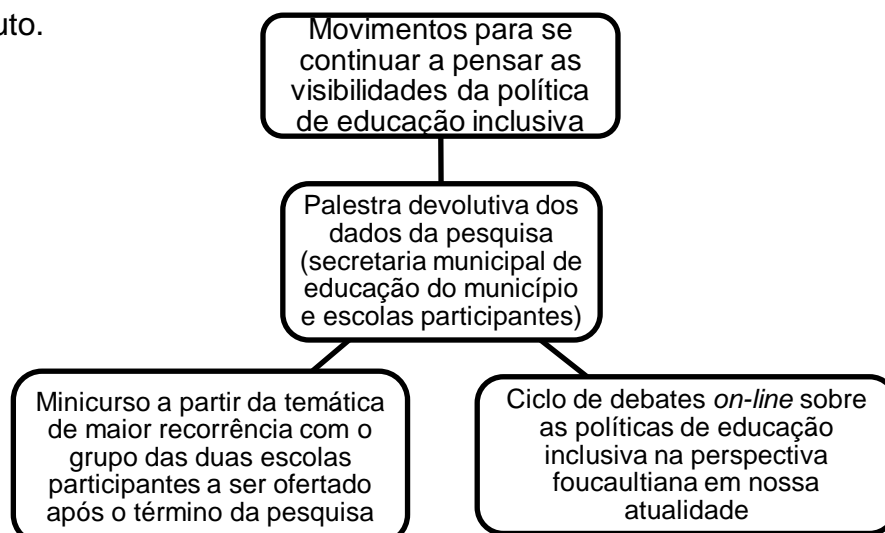 uto.
Movimentos para se
continuar a pensar as
visibilidades da política
de educação inclusiva
Palestra devolutiva dos
dados da pesquisa
(secretaria municipal de
educação do município
e escolas participantes)
Minicurso a partir da temática
de maior recorrência com o
grupo das duas escolas
participantes a ser ofertado
após o término da pesquisa
Ciclo de debates on-line sobre
as políticas de educação
inclusiva na perspectiva
foucaultiana em nossa
atualidade